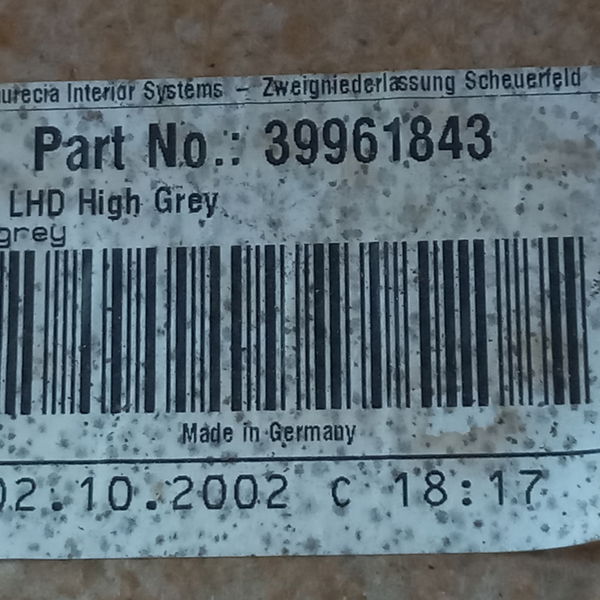 urecia Interior Systems – Zweigniederlassung Scheuerfeld
Part No.: 39961843
LHD High Grey
grey
Made in Germany
02.10.2002 C 18:17